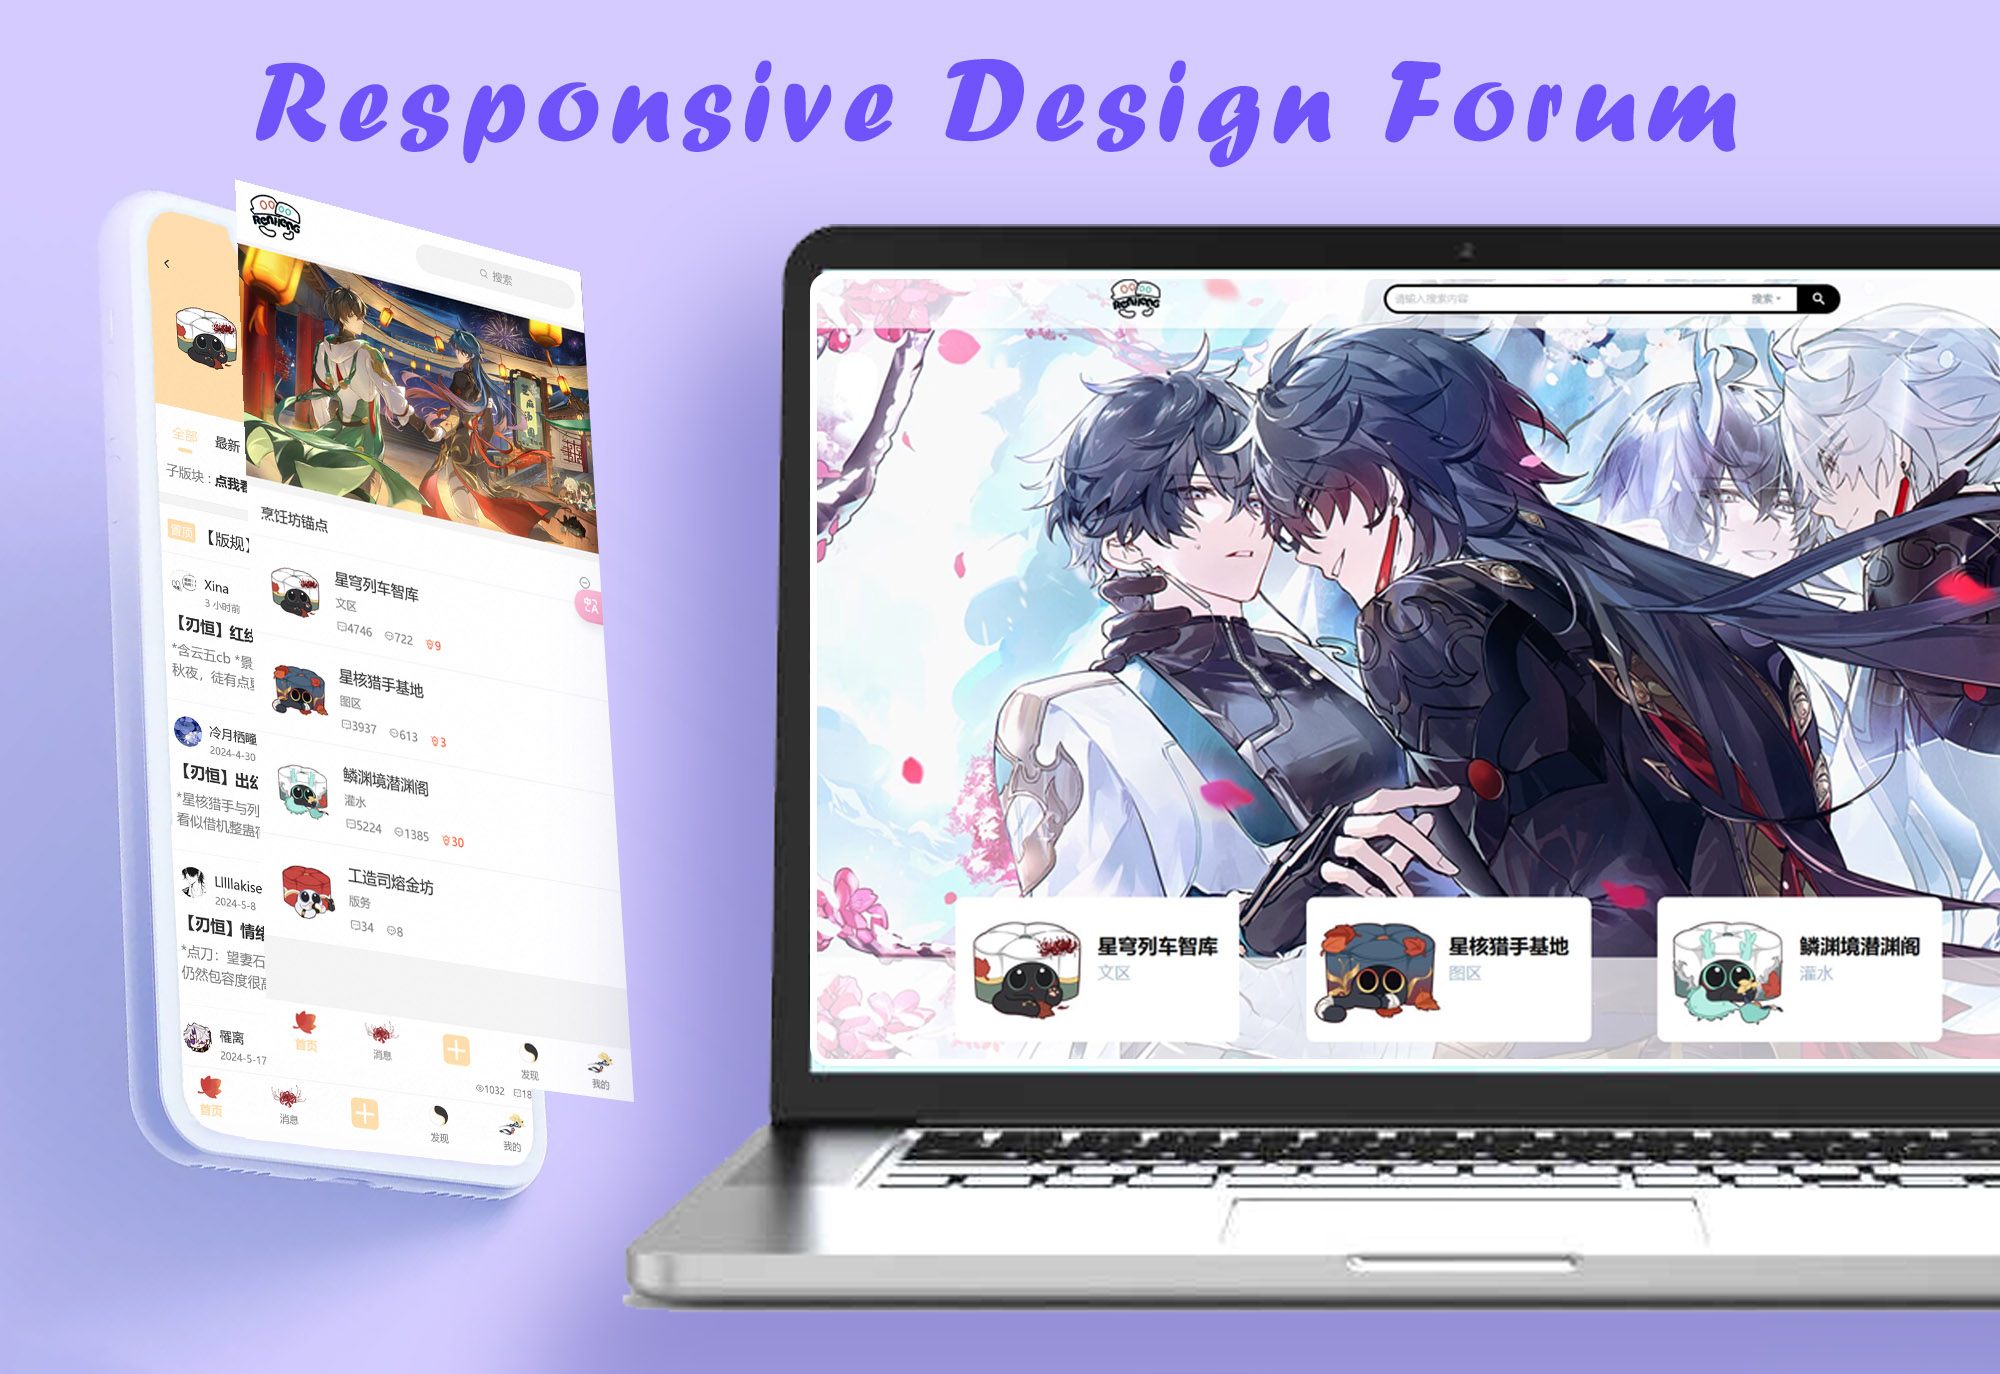 Responsive Design Forum
RenHeng
搜索
烹饪坊锚点
星穹列车智库
文区
4746 722 9
星核猎手基地
图区
3937 613 3
鳞渊境潜渊阁
灌水
5224 1385 30
工造司熔金坊
版务
34 8
首页 消息 发现 我的
全部 最新
子版块：点我看
置顶 【版规】
Xina
3 小时前
【刃恒】红线
*含云五cb *景
秋夜，徒有点
冷月栖瞳
2024-4-30
【刃恒】出幺
*星核猎手与列
看似借机整蛊
Lllllakise
2024-5-8
【刃恒】情绪
*点刀：望妻石
仍然包容度很高
罹离
2024-5-17
1032 18
首页 消息 发现 我的
RenHeng
请输入搜索内容 搜索
星穹列车智库
文区
星核猎手基地
图区
鳞渊境潜渊阁
灌水